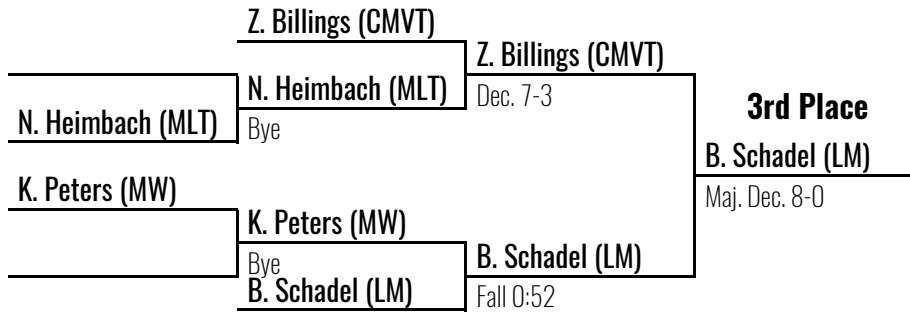 Z. Billings (CMVT)
Z. Billings (CMVT)
N. Heimbach (MLT)
Dec. 7-3
3rd Place
N. Heimbach (MLT)
Bye
B. Schadel (LM)
K. Peters (MW)
Maj. Dec. 8-0
K. Peters (MW)
Bye
B. Schadel (LM)
B. Schadel (LM)
Fall 0:52